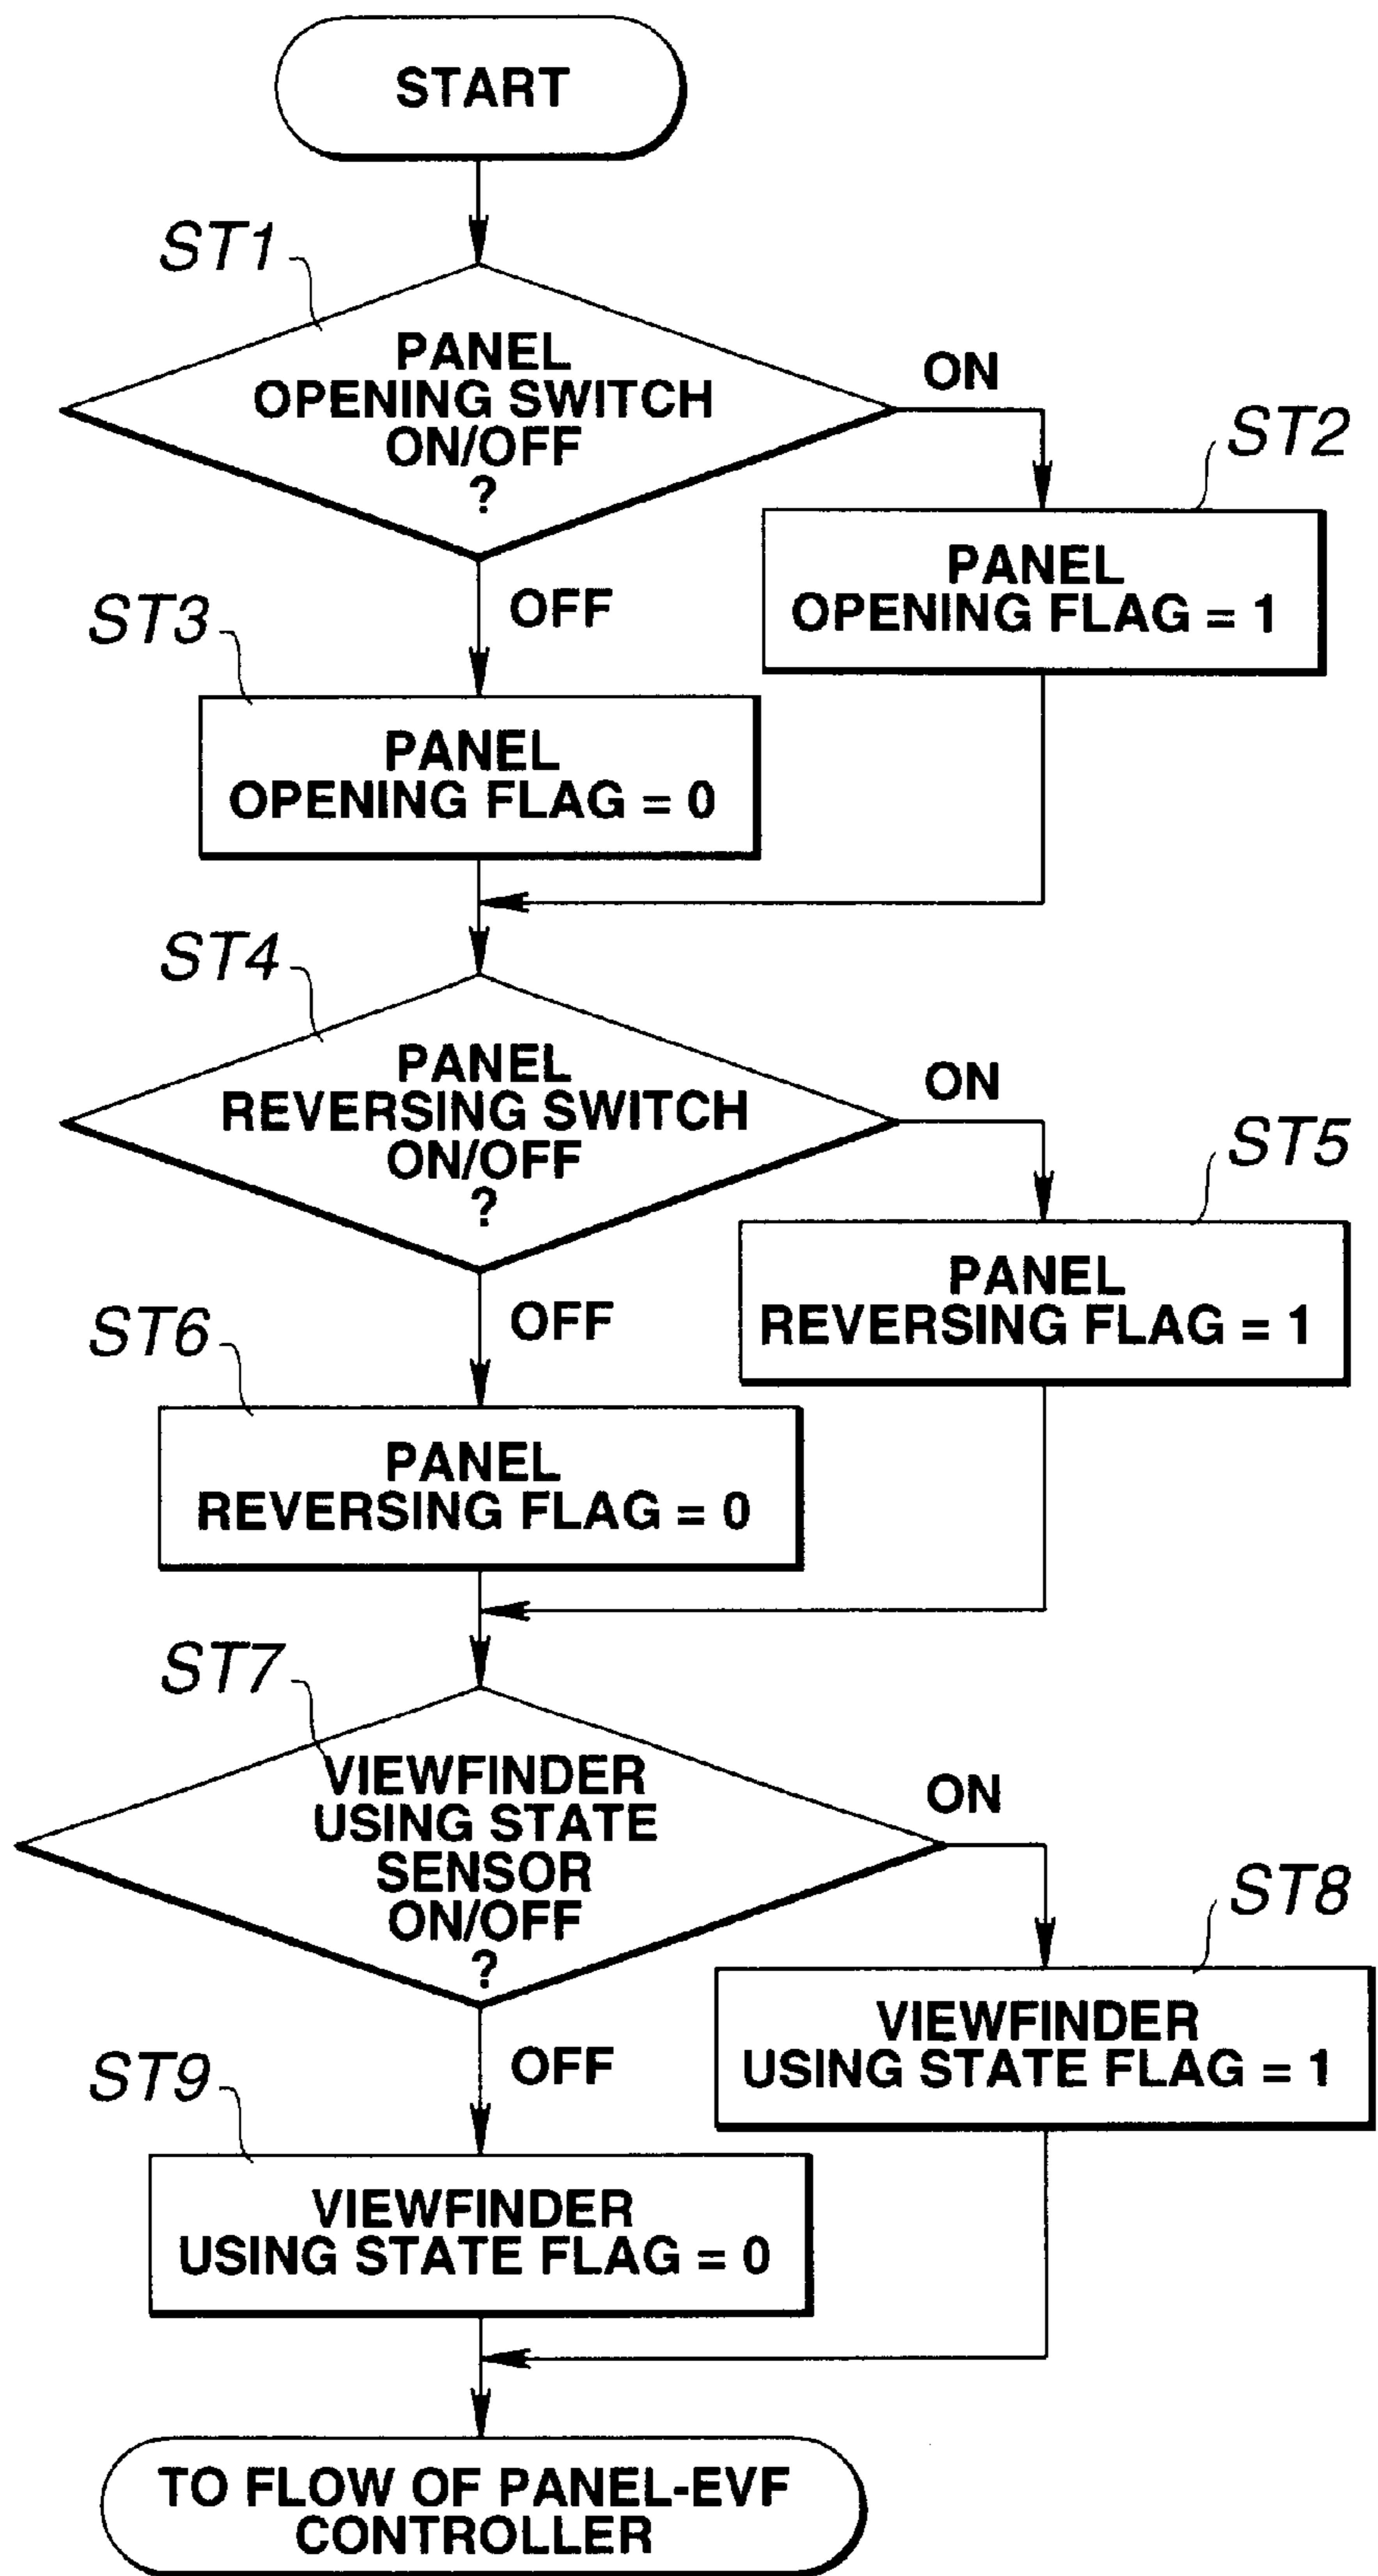 START
ST1
PANEL
OPENING SWITCH
ON/OFF
?
ON
ST2
PANEL
OPENING FLAG = 1
OFF
ST3
PANEL
OPENING FLAG = 0
ST4
PANEL
REVERSING SWITCH
ON/OFF
?
ON
ST5
PANEL
REVERSING FLAG = 1
OFF
ST6
PANEL
REVERSING FLAG = 0
ST7
VIEWFINDER
USING STATE
SENSOR
ON/OFF
?
ON
ST8
VIEWFINDER
USING STATE FLAG = 1
OFF
ST9
VIEWFINDER
USING STATE FLAG = 0
TO FLOW OF PANEL-EVF
CONTROLLER